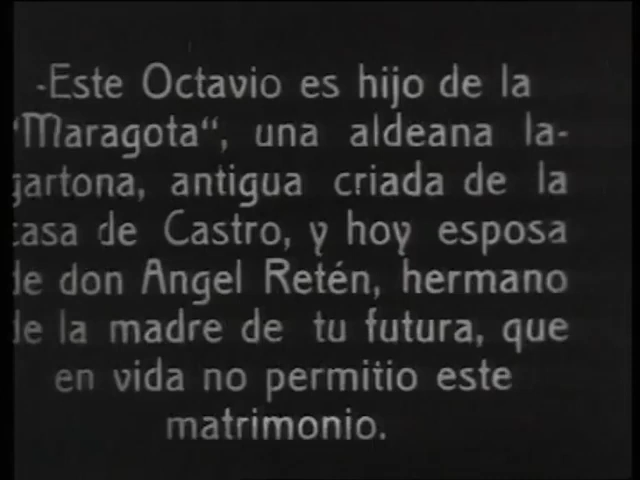 -Este Octavio es hijo de la
"Maragota", una aldeana la-
gartona, antigua criada de la
casa de Castro, y hoy esposa
de don Angel Retén, hermano
de la madre de tu futura, que
en vida no permitio este
matrimonio.